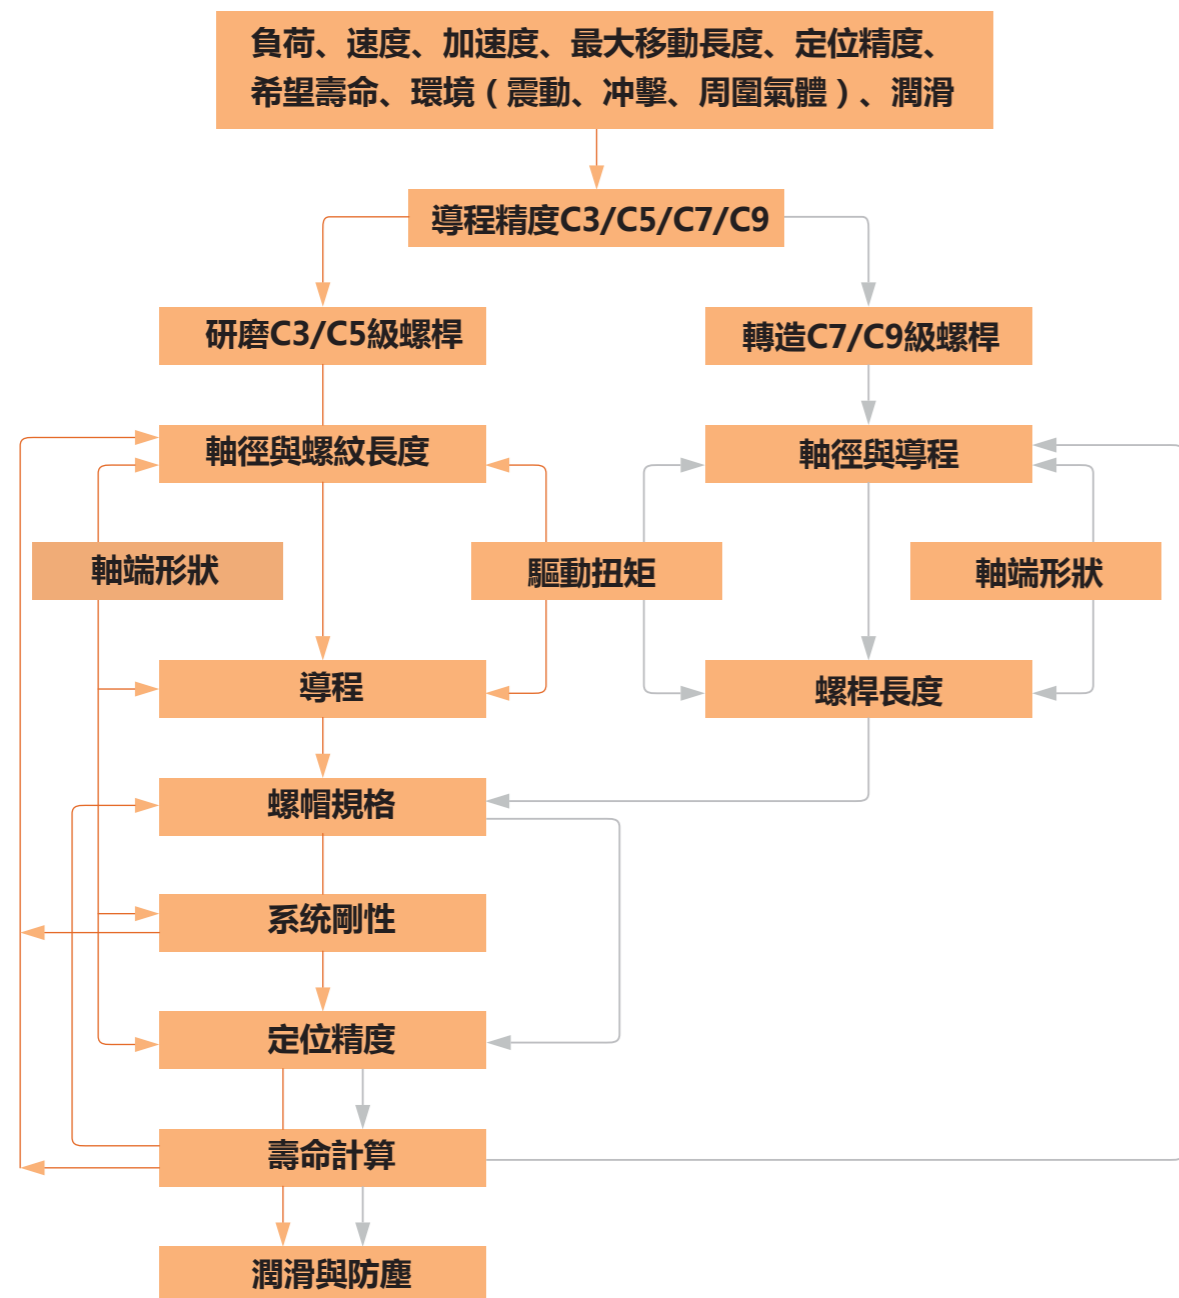 負荷、速度、加速度、最大移動長度、定位精度、
希望壽命、環境（震動、冲擊、周圍氣體）、潤滑
導程精度C3/C5/C7/C9
研磨C3/C5級螺桿
轉造C7/C9級螺桿
軸徑與螺紋長度
軸徑與導程
軸端形狀
驅動扭矩
軸端形狀
導程
螺桿長度
螺帽規格
系统剛性
定位精度
壽命計算
潤滑與防塵